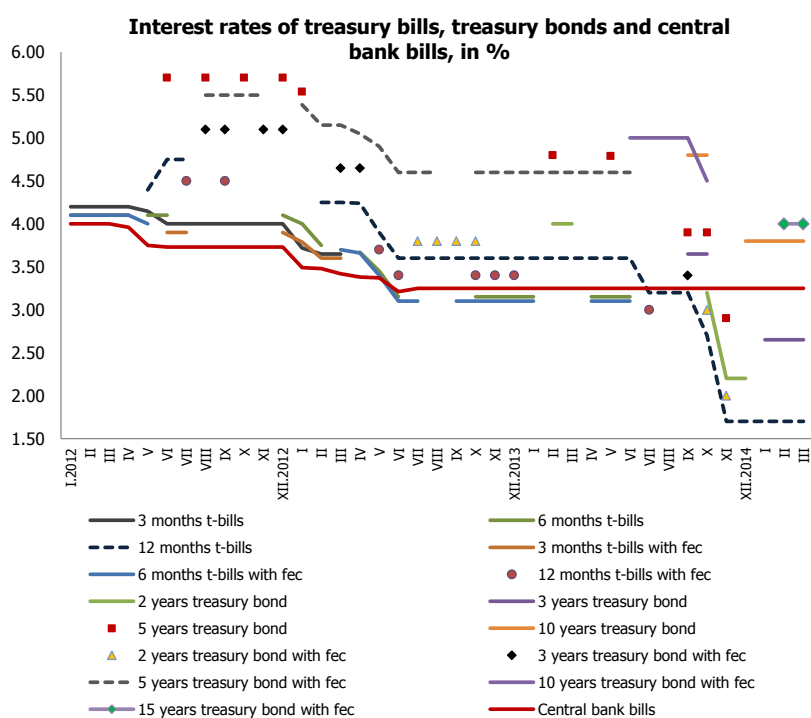 Interest rates of treasury bills, treasury bonds and central
bank bills, in %
6.00
5.50
5.00
4.50
4.00
3.50
3.00
2.50
2.00
1.50
I.2012
II
III
IV
V
VI
VII
VIII
IX
X
XI
XII.2012
I
II
III
IV
V
VI
VII
VIII
IX
X
XI
XII.2013
I
II
III
IV
V
VI
VII
VIII
IX
X
XI
XII.2014
I
II
III
3 months t-bills
6 months t-bills
12 months t-bills
3 months t-bills with fec
6 months t-bills with fec
12 months t-bills with fec
2 years treasury bond
3 years treasury bond
5 years treasury bond
10 years treasury bond
2 years treasury bond with fec
3 years treasury bond with fec
5 years treasury bond with fec
10 years treasury bond with fec
15 years treasury bond with fec
Central bank bills